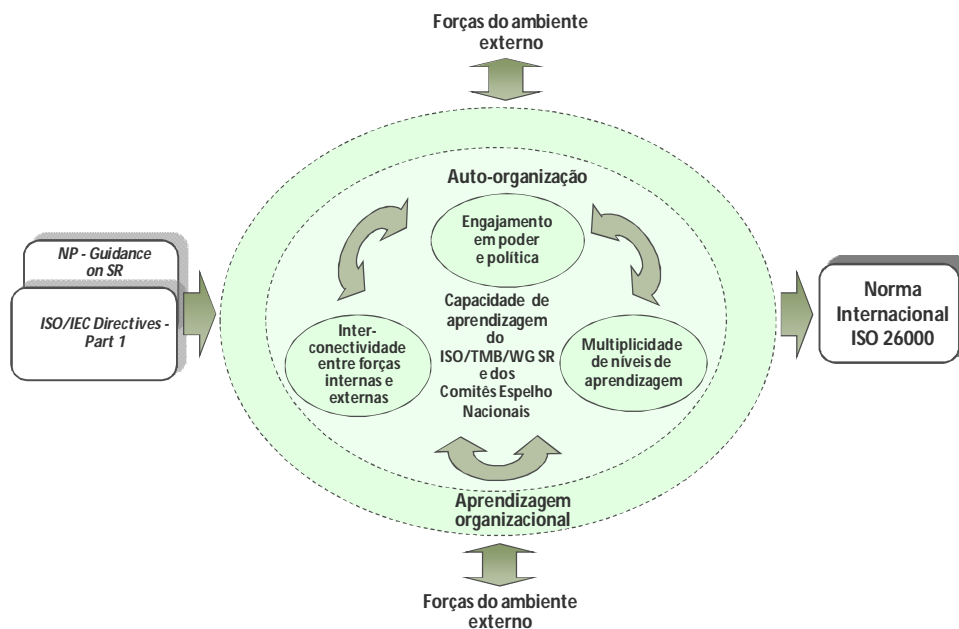 Forças do ambiente
externo
Auto-organização
Engajamento
em poder
e política
NP - Guidance
on SR
ISO/IEC Directives -
Part 1
Capacidade de
aprendizagem
do
ISO/TMB/WG SR
e dos
Comitês Espelho
Nacionais
Inter-
conectividade
entre forças
internas e
externas
Multiplicidade
de níveis de
aprendizagem
Norma
Internacional
ISO 26000
Aprendizagem
organizacional
Forças do ambiente
externo